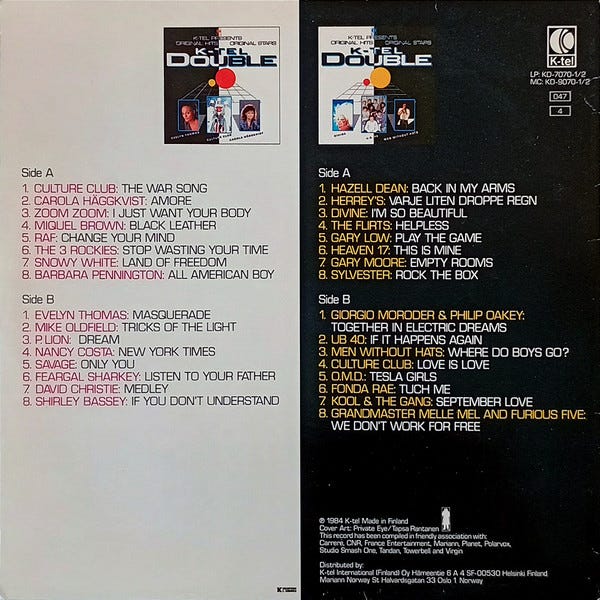 K-TEL PRESENTS
ORIGINAL HITS ORIGINAL STARS
K-TEL
DOUBLE
EVELYN THOMAS
CULTURE CLUB
CAROLA HÄGGKVIST
Side A
1. CULTURE CLUB: THE WAR SONG
2. CAROLA HÄGGKVIST: AMORE
3. ZOOM ZOOM: I JUST WANT YOUR BODY
4. MIQUEL BROWN: BLACK LEATHER
5. RAF: CHANGE YOUR MIND
6. THE 3 ROCKIES: STOP WASTING YOUR TIME
7. SNOWY WHITE: LAND OF FREEDOM
8. BARBARA PENNINGTON: ALL AMERICAN BOY
Side B
1. EVELYN THOMAS: MASQUERADE
2. MIKE OLDFIELD: TRICKS OF THE LIGHT
3. P.LION: DREAM
4. NANCY COSTA: NEW YORK TIMES
5. SAVAGE: ONLY YOU
6. FEARGAL SHARKEY: LISTEN TO YOUR FATHER
7. DAVID CHRISTIE: MEDLEY
8. SHIRLEY BASSEY: IF YOU DON'T UNDERSTAND
K-TEL PRESENTS
ORIGINAL HITS ORIGINAL STARS
K-TEL
DOUBLE
DIVINE
MEN WITHOUT HATS
K-tel
LP: KD-7070-1/2
MC: KD-9070-1/2
047
4
Side A
1. HAZELL DEAN: BACK IN MY ARMS
2. HERREY'S: VARJE LITEN DROPPE REGN
3. DIVINE: I'M SO BEAUTIFUL
4. THE FLIRTS: HELPLESS
5. GARY LOW: PLAY THE GAME
6. HEAVEN 17: THIS IS MINE
7. GARY MOORE: EMPTY ROOMS
8. SYLVESTER: ROCK THE BOX
Side B
1. GIORGIO MORODER & PHILIP OAKEY:
TOGETHER IN ELECTRIC DREAMS
2. UB 40: IF IT HAPPENS AGAIN
3. MEN WITHOUT HATS: WHERE DO BOYS GO?
4. CULTURE CLUB: LOVE IS LOVE
5. O.M.D.: TESLA GIRLS
6. FONDA RAE: TUCH ME
7. KOOL & THE GANG: SEPTEMBER LOVE
8. GRANDMASTER MELLE MEL AND FURIOUS FIVE:
WE DON'T WORK FOR FREE
℗ 1984 K-tel Made in Finland
Cover Art: Private Eye/Tapsa Rantanen
This record has been compiled in friendly association with:
Carrere, CNR, France Entertainment, Mariann, Planet, Polarvox,
Studio Smash One, Tandan, Towerbell and Virgin
Distributed by:
K-tel International (Finland) Oy Hämeentie 6 A 4 SF-00530 Helsinki Finland
Mariann Norway St Halvardsgatan 33 Oslo 1 Norway